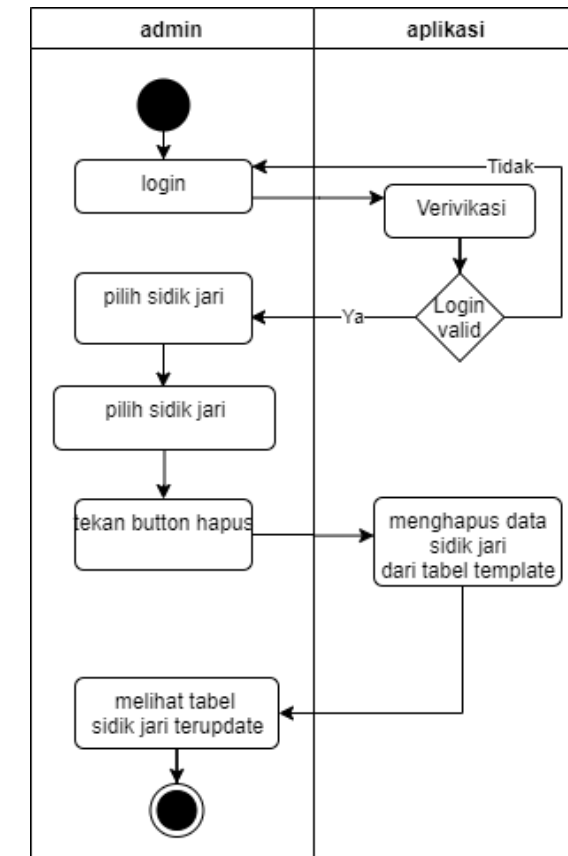 admin
aplikasi
login
Tidak
Verivikasi
pilih sidik jari
Ya
Login
valid
pilih sidik jari
tekan button hapus
menghapus data
sidik jari
dari tabel template
melihat tabel
sidik jari terupdate